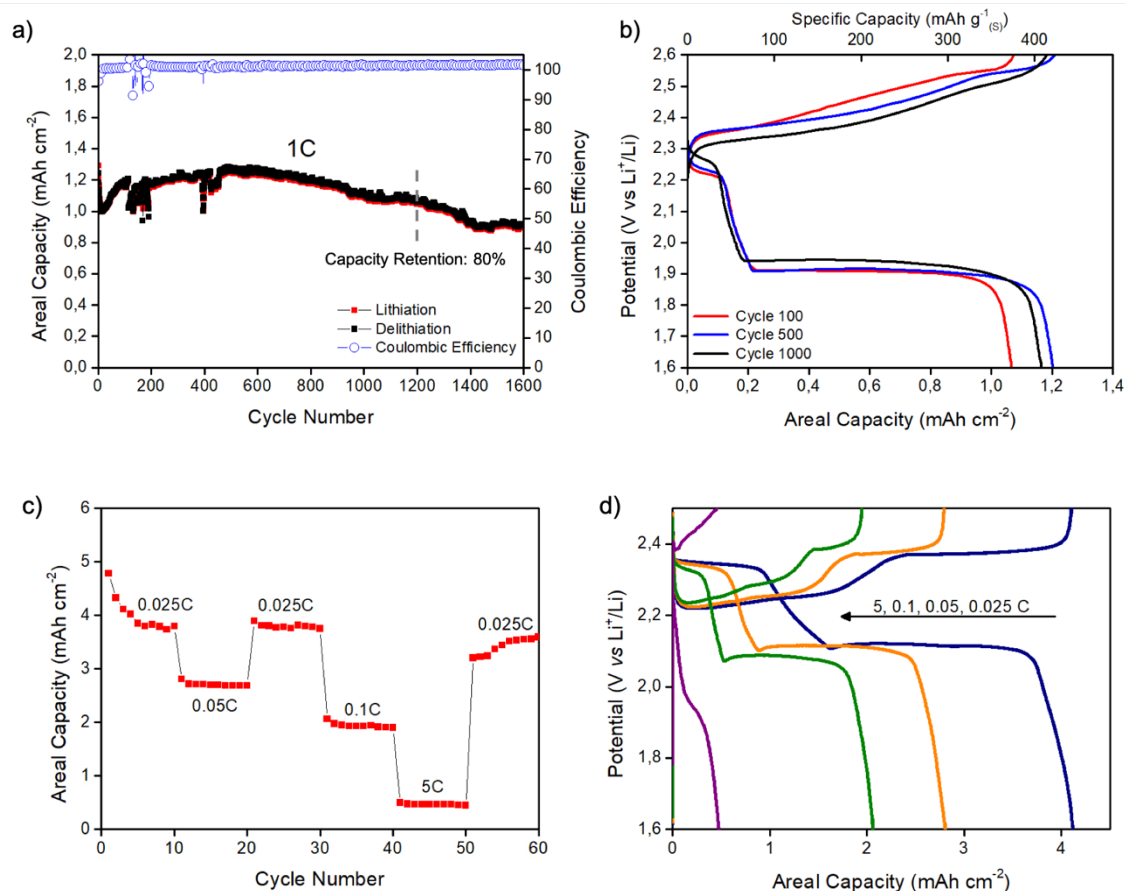 a)
2,0
1,8
1,6
1,4
1,2
1,0
0,8
0,6
0,4
0,2
0,0
Areal Capacity (mAh cm-2)
0 200 400 600 800 1000 1200 1400 1600
Cycle Number
100
90
80
70
60
50
40
30
20
10
0
Coulombic Efficiency
1C
Capacity Retention: 80%
Lithiation
Delithiation
Coulombic Efficiency
b)
Specific Capacity (mAh g-1(S))
0 100 200 300 400
2,6
2,5
2,4
2,3
2,2
2,1
2,0
1,9
1,8
1,7
1,6
Potential (V vs Li+/Li)
Cycle 100
Cycle 500
Cycle 1000
0,0 0,2 0,4 0,6 0,8 1,0 1,2 1,4
Areal Capacity (mAh cm-2)
c)
6
5
4
3
2
1
0
Areal Capacity (mAh cm-2)
0.025C
0.05C
0.025C
0.1C
5C
0.025C
0 10 20 30 40 50 60
Cycle Number
d)
2,4
2,2
2,0
1,8
1,6
Potential (V vs Li+/Li)
5, 0.1, 0.05, 0.025 C
0 1 2 3 4
Areal Capacity (mAh cm-2)